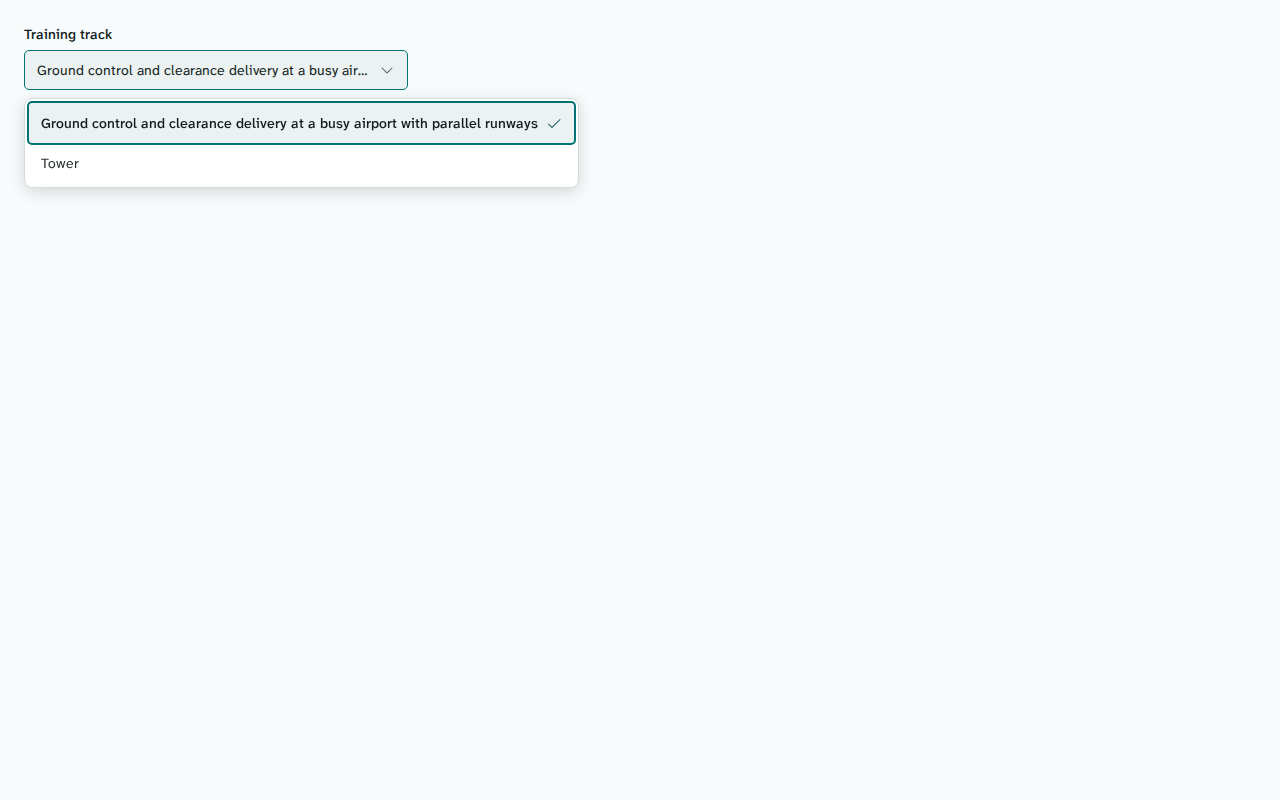 Training track
Ground control and clearance delivery at a busy air...
Ground control and clearance delivery at a busy airport with parallel runways
Tower